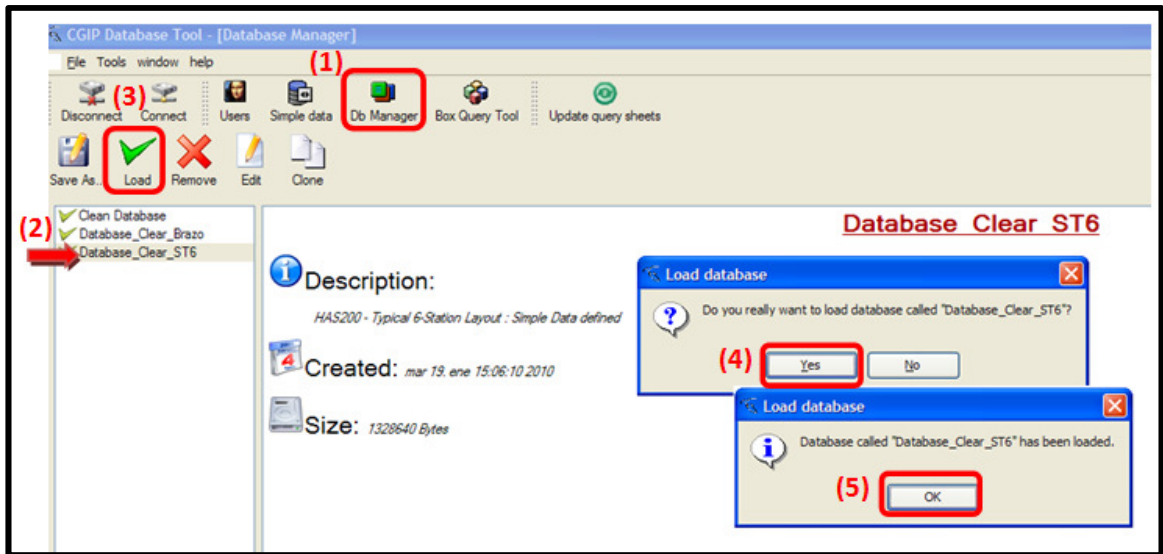 CGIP Database Tool - [Database Manager]
File Tools window help
(1)
(3)
Disconnect Connect Users Simple data Db Manager Box Query Tool Update query sheets
Save As.. Load Remove Edit Clone
(2)
Clean Database
Database_Clear_Brazo
Database_Clear_ST6
Database Clear ST6
Description:
HAS200 - Typical 6-Station Layout : Simple Data defined
Created: mar 19. ene 15:06:10 2010
Size: 1328640 Bytes
Load database
Do you really want to load database called "Database_Clear_ST6"?
(4)
Yes No
Load database
Database called "Database_Clear_ST6" has been loaded.
(5)
OK